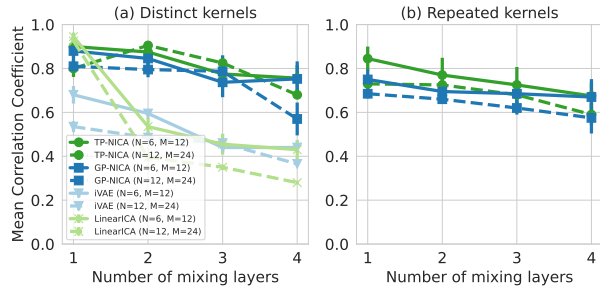 (a) Distinct kernels
Mean Correlation Coefficient
1.0
0.8
0.6
0.4
0.2
0.0
TP-NICA (N=6, M=12)
TP-NICA (N=12, M=24)
GP-NICA (N=6, M=12)
GP-NICA (N=12, M=24)
iVAE (N=6, M=12)
iVAE (N=12, M=24)
LinearICA (N=6, M=12)
LinearICA (N=12, M=24)
1 2 3 4
Number of mixing layers
(b) Repeated kernels
1.0
0.8
0.6
0.4
0.2
0.0
1 2 3 4
Number of mixing layers